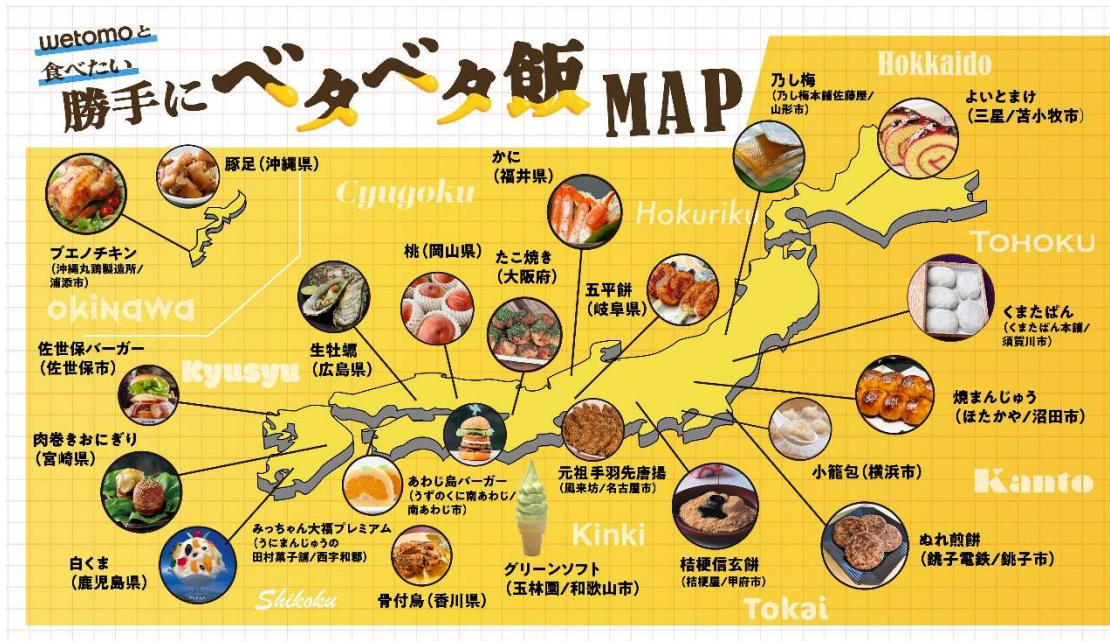 wetomoと
食べたい
勝手にベタベタ飯MAP
Hokkaido
乃し梅
(乃し梅本舗佐藤屋/
山形市)
よいとまけ
(三星/苫小牧市)
豚足(沖縄県)
かに
(福井県)
Cyugoku
Hokuriku
TOHOKU
ブエノチキン
(沖縄丸鶏製造所/
浦添市)
桃(岡山県)
たこ焼き
(大阪府)
五平餅
(岐阜県)
okiNawa
生牡蠣
(広島県)
くまたぱん
(くまたぱん本舗/
須賀川市)
佐世保バーガー
(佐世保市)
Kyusyu
焼まんじゅう
(ほたかや/沼田市)
肉巻きおにぎり
(宮崎県)
小籠包(横浜市)
元祖手羽先唐揚
(風来坊/名古屋市)
あわじ島バーガー
(うずのくに南あわじ/
南あわじ市)
Kanto
みっちゃん大福プレミアム
(うにまんじゅうの
田村菓子舗/西宇和郡)
Kinki
ぬれ煎餅
(銚子電鉄/銚子市)
白くま
(鹿児島県)
グリーンソフト
(玉林園/和歌山市)
桔梗信玄餅
(桔梗屋/甲府市)
Shikoku
骨付鳥(香川県)
Tokai